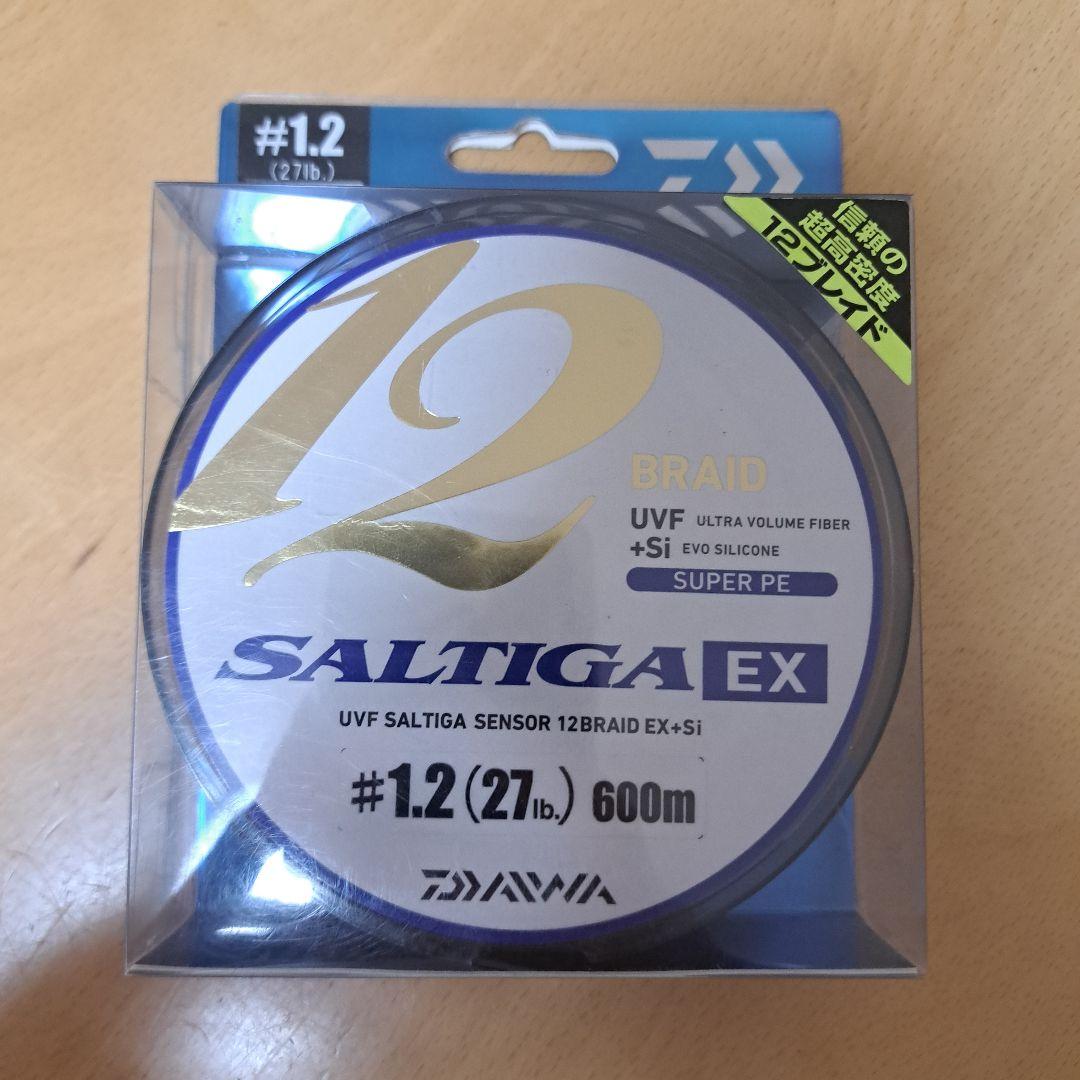 #1.2
(27lb.)
信頼の
超高密度
12ブレイド
12
BRAID
UVF ULTRA VOLUME FIBER
+Si EVO SILICONE
SUPER PE
SALTIGA EX
UVF SALTIGA SENSOR 12BRAID EX+Si
#1.2(27lb.) 600m
DAIWA